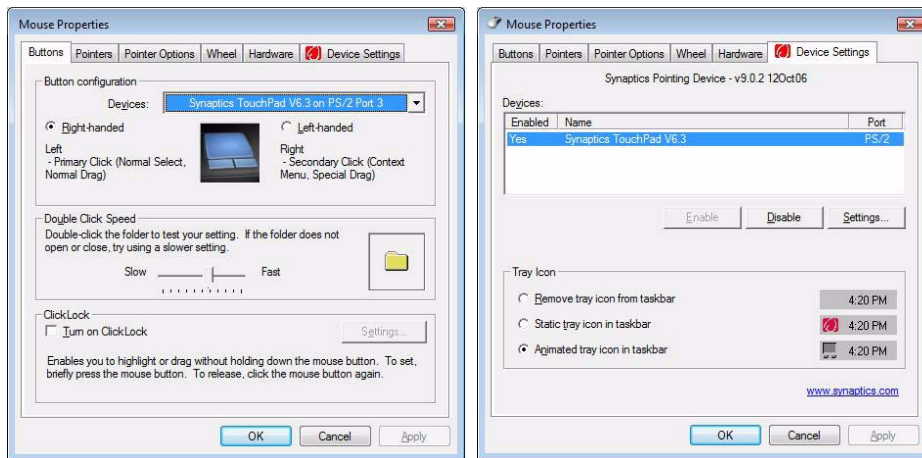 Mouse Properties
Buttons Pointers Pointer Options Wheel Hardware Device Settings
Button configuration
Devices: Synaptics TouchPad V6.3 on PS/2 Port 3
Right-handed
Left-handed
Left
- Primary Click (Normal Select,
Normal Drag)
Right
- Secondary Click (Context
Menu, Special Drag)
Double Click Speed
Double-click the folder to test your setting. If the folder does not
open or close, try using a slower setting.
Slow Fast
ClickLock
Turn on ClickLock
Settings...
Enables you to highlight or drag without holding down the mouse button. To set,
briefly press the mouse button. To release, click the mouse button again.
OK Cancel Apply
Mouse Properties
Buttons Pointers Pointer Options Wheel Hardware Device Settings
Synaptics Pointing Device - v9.0.2 12Oct06
Devices:
Enabled Name Port
Yes Synaptics TouchPad V6.3 PS/2
Enable Disable Settings...
Tray Icon
Remove tray icon from taskbar 4:20 PM
Static tray icon in taskbar 4:20 PM
Animated tray icon in taskbar 4:20 PM
www.synaptics.com
OK Cancel Apply